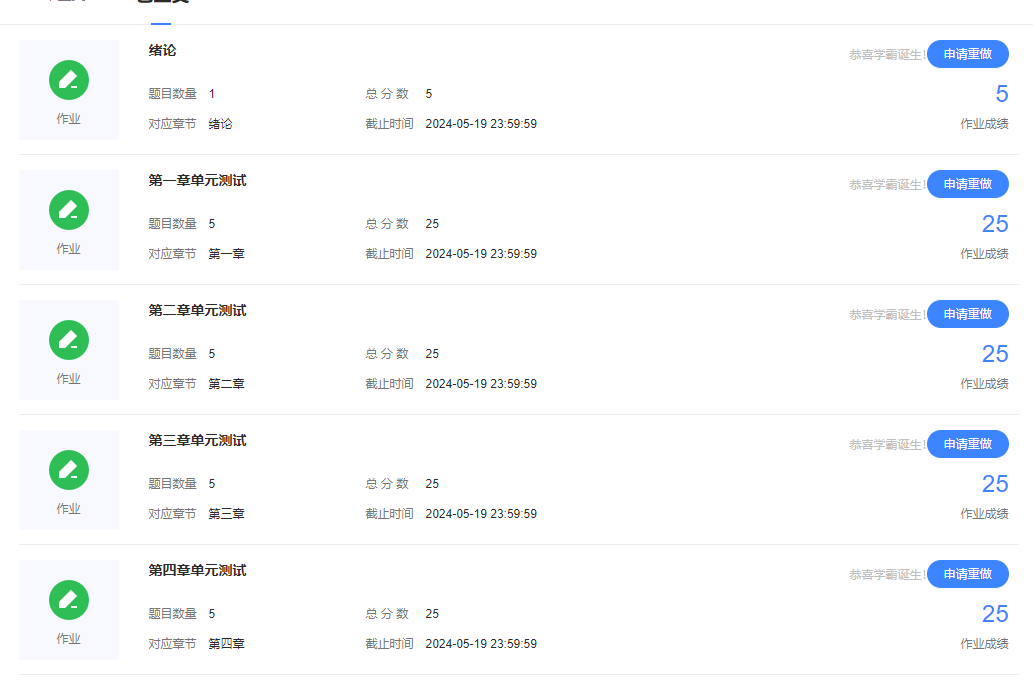 绪论
恭喜学霸诞生! 申请重做
题目数量 1 总 分 数 5 5
作业 对应章节 绪论 截止时间 2024-05-19 23:59:59 作业成绩
第一章单元测试
恭喜学霸诞生! 申请重做
题目数量 5 总 分 数 25 25
作业 对应章节 第一章 截止时间 2024-05-19 23:59:59 作业成绩
第二章单元测试
恭喜学霸诞生! 申请重做
题目数量 5 总 分 数 25 25
作业 对应章节 第二章 截止时间 2024-05-19 23:59:59 作业成绩
第三章单元测试
恭喜学霸诞生! 申请重做
题目数量 5 总 分 数 25 25
作业 对应章节 第三章 截止时间 2024-05-19 23:59:59 作业成绩
第四章单元测试
恭喜学霸诞生! 申请重做
题目数量 5 总 分 数 25 25
作业 对应章节 第四章 截止时间 2024-05-19 23:59:59 作业成绩